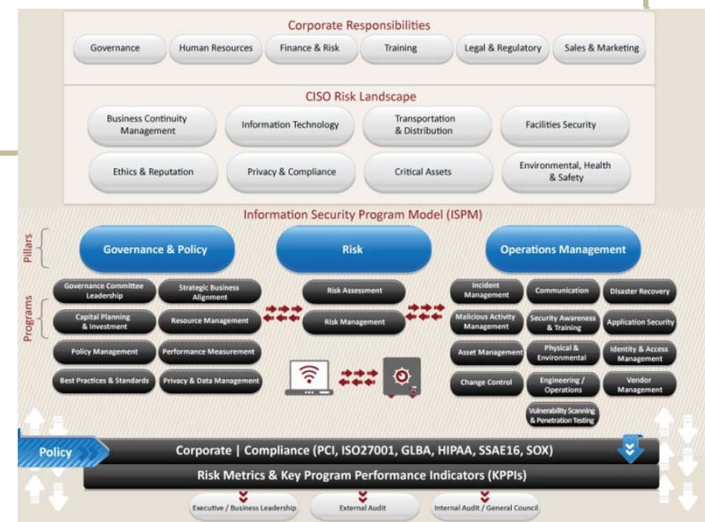 Corporate Responsibilities
Governance
Human Resources
Finance & Risk
Training
Legal & Regulatory
Sales & Marketing
CISO Risk Landscape
Business Continuity
Management
Information Technology
Transportation
& Distribution
Facilities Security
Ethics & Reputation
Privacy & Compliance
Critical Assets
Environmental, Health
& Safety
Information Security Program Model (ISPM)
Pillars
Governance & Policy
Risk
Operations Management
Programs
Governance Committee
Leadership
Strategic Business
Alignment
Risk Assessment
Incident
Management
Communication
Disaster Recovery
Capital Planning
& Investment
Resource Management
Risk Management
Malicious Activity
Management
Security Awareness
& Training
Application Security
Policy Management
Performance Measurement
Asset Management
Physical &
Environmental
Identity & Access
Management
Best Practices & Standards
Privacy & Data Management
Change Control
Engineering /
Operations
Vendor
Management
Vulnerability Scanning
& Penetration Testing
Policy
Corporate | Compliance (PCI, ISO27001, GLBA, HIPAA, SSAE16, SOX)
Risk Metrics & Key Program Performance Indicators (KPPIs)
Executive / Business Leadership
External Audit
Internal Audit / General Council